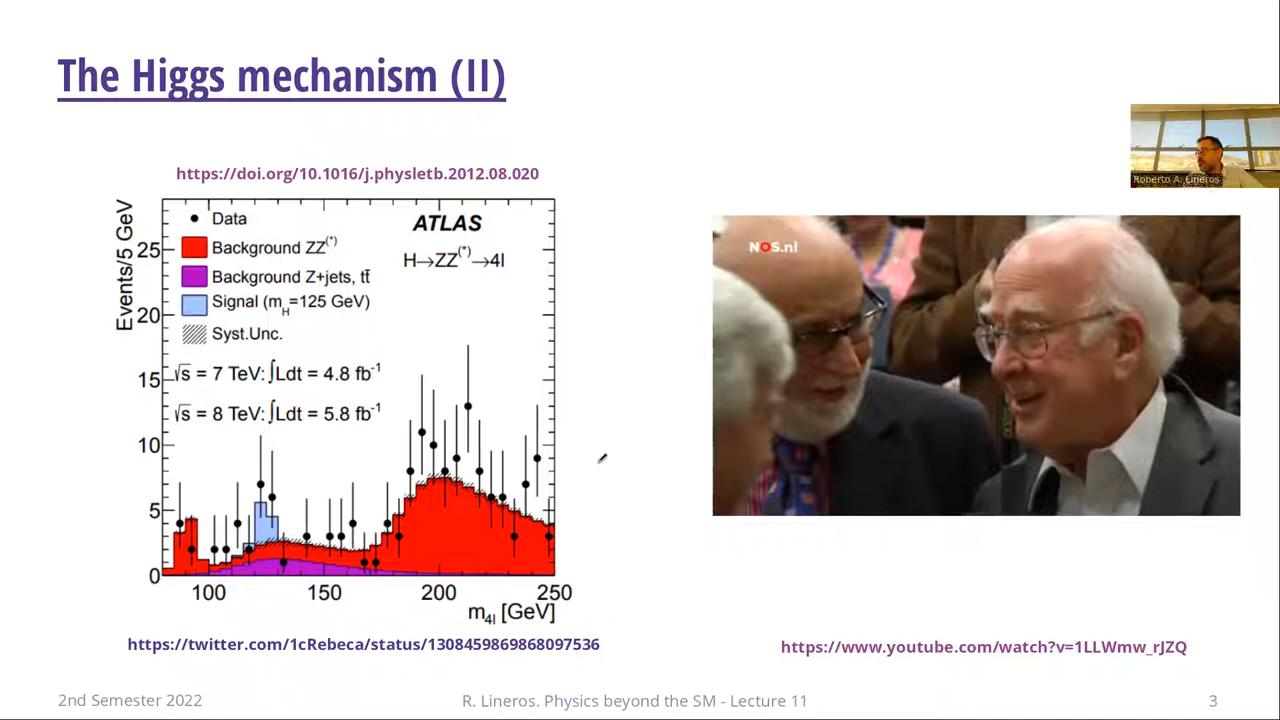 The Higgs mechanism (II)
https://doi.org/10.1016/j.physletb.2012.08.020
Roberto A. Lineros
Events/5 GeV
25
20
15
10
5
0
Data
Background ZZ(*)
Background Z+jets, tt̄
Signal (mH=125 GeV)
Syst.Unc.
√s = 7 TeV: ∫Ldt = 4.8 fb-1
√s = 8 TeV: ∫Ldt = 5.8 fb-1
ATLAS
H→ZZ(*)→4l
100 150 200 250
m4l [GeV]
NOS.nl
https://twitter.com/1cRebeca/status/1308459869868097536
https://www.youtube.com/watch?v=1LLWmw_rJZQ
2nd Semester 2022
R. Lineros. Physics beyond the SM - Lecture 11
3